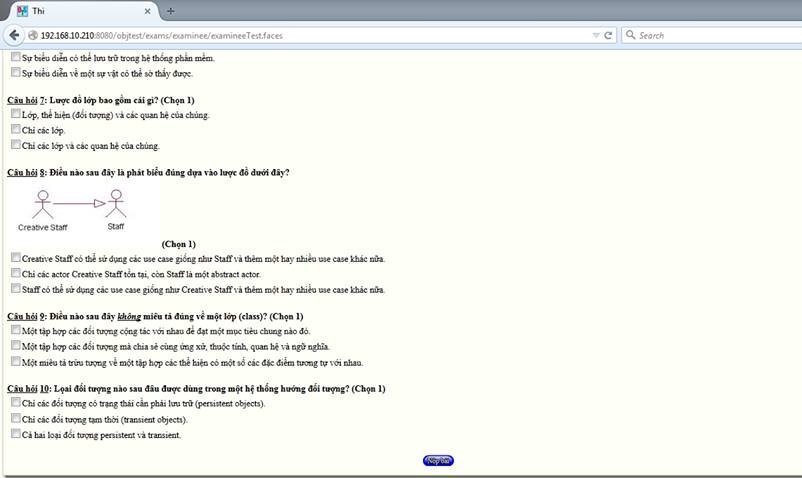 Thi
192.168.10.210:8080/objtest/exams/examinee/examineeTest.faces
Search
Sự biểu diễn có thể lưu trữ trong hệ thống phần mềm.
Sự biểu diễn về một sự vật có thể sờ thấy được.
Câu hỏi 7: Lược đồ lớp bao gồm cái gì? (Chọn 1)
Lớp, thể hiện (đối tượng) và các quan hệ của chúng.
Chỉ các lớp.
Chỉ các lớp và các quan hệ của chúng.
Câu hỏi 8: Điều nào sau đây là phát biểu đúng dựa vào lược đồ dưới đây?
Creative Staff
Staff
(Chọn 1)
Creative Staff có thể sử dụng các use case giống như Staff và thêm một hay nhiều use case khác nữa.
Chỉ các actor Creative Staff tồn tại, còn Staff là một abstract actor.
Staff có thể sử dụng các use case giống như Creative Staff và thêm một hay nhiều use case khác nữa.
Câu hỏi 9: Điều nào sau đây không miêu tả đúng về một lớp (class)? (Chọn 1)
Một tập hợp các đối tượng cộng tác với nhau để đạt một mục tiêu chung nào đó.
Một tập hợp các đối tượng mà chia sẻ cùng ứng xử, thuộc tính, quan hệ và ngữ nghĩa.
Một miêu tả trừu tượng về một tập hợp các thể hiện có một số các đặc điểm tương tự với nhau.
Câu hỏi 10: Loại đối tượng nào sau đâu được dùng trong một hệ thống hướng đối tượng? (Chọn 1)
Chỉ các đối tượng có trạng thái cần phải lưu trữ (persistent objects).
Chỉ các đối tượng tạm thời (transient objects).
Cả hai loại đối tượng persistent và transient.
Nộp bài